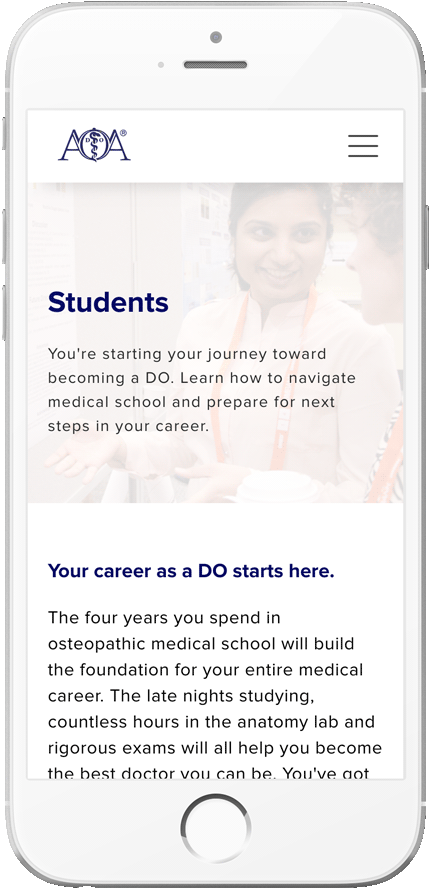 AOA®
DO
Students
You're starting your journey toward
becoming a DO. Learn how to navigate
medical school and prepare for next
steps in your career.
Your career as a DO starts here.
The four years you spend in
osteopathic medical school will build
the foundation for your entire medical
career. The late nights studying,
countless hours in the anatomy lab and
rigorous exams will all help you become
the best doctor you can be. You've got